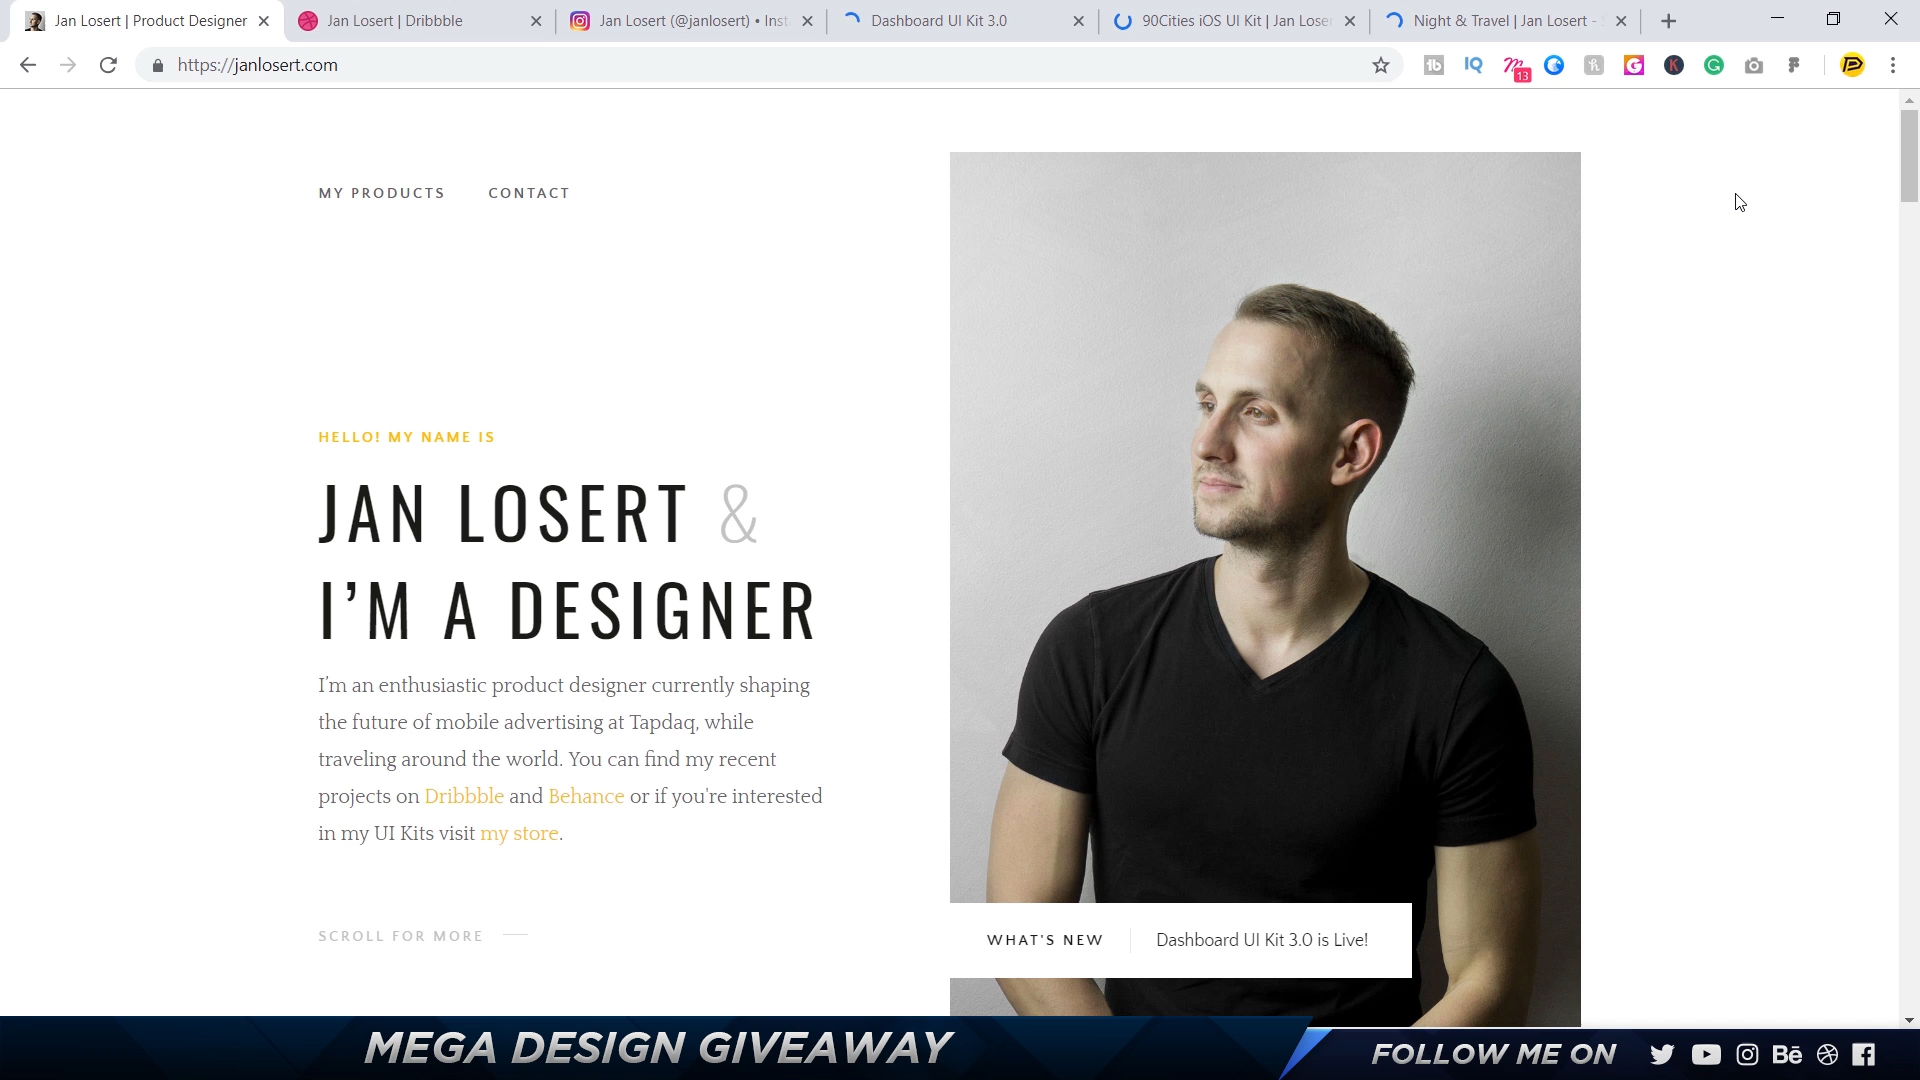 Jan Losert | Product Designer
Jan Losert | Dribbble
Jan Losert (@janlosert) • Inst
Dashboard UI Kit 3.0
90Cities iOS UI Kit | Jan Loser
Night & Travel | Jan Losert -
https://janlosert.com
tb
IQ
13
MY PRODUCTS
CONTACT
HELLO! MY NAME IS
JAN LOSERT &
I’M A DESIGNER
I’m an enthusiastic product designer currently shaping
the future of mobile advertising at Tapdaq, while
traveling around the world. You can find my recent
projects on Dribbble and Behance or if you're interested
in my UI Kits visit my store.
SCROLL FOR MORE
WHAT'S NEW
Dashboard UI Kit 3.0 is Live!
MEGA DESIGN GIVEAWAY
FOLLOW ME ON
Bē